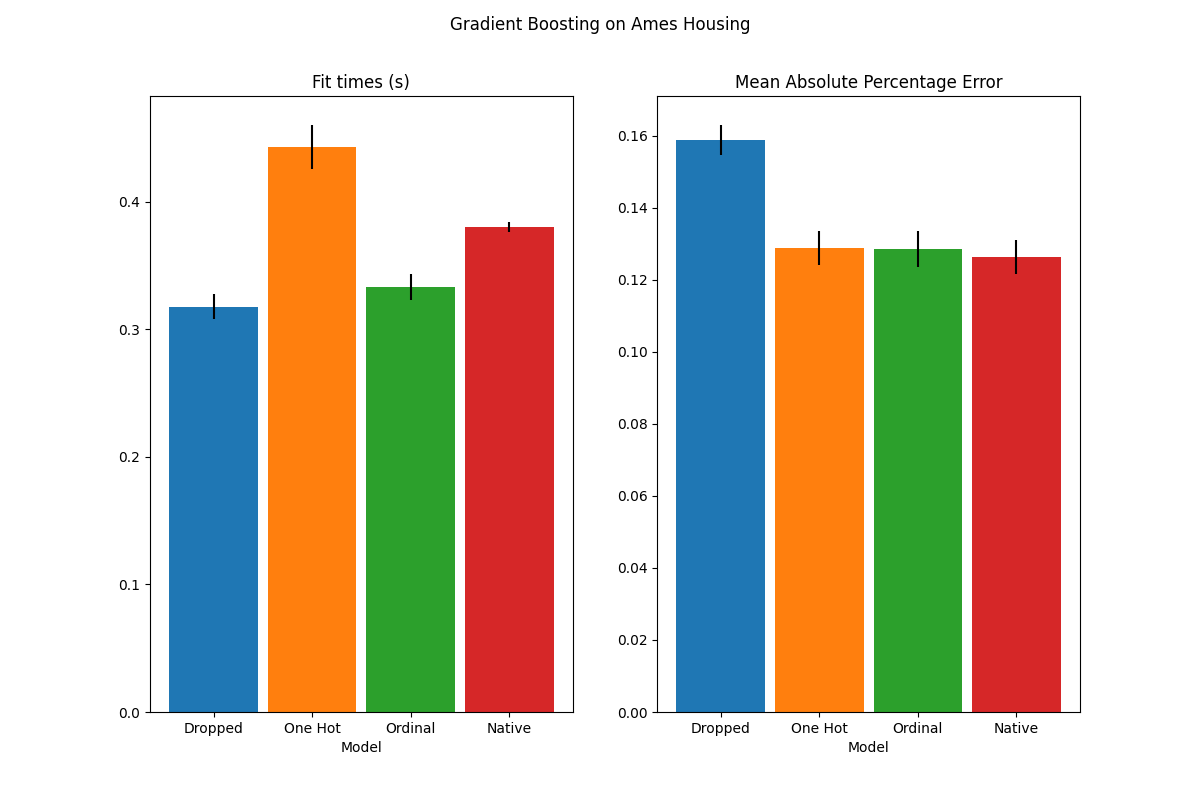 Gradient Boosting on Ames Housing
Fit times (s)
0.4
0.3
0.2
0.1
0.0
Dropped One Hot Ordinal Native
Model
Mean Absolute Percentage Error
0.16
0.14
0.12
0.10
0.08
0.06
0.04
0.02
0.00
Dropped One Hot Ordinal Native
Model